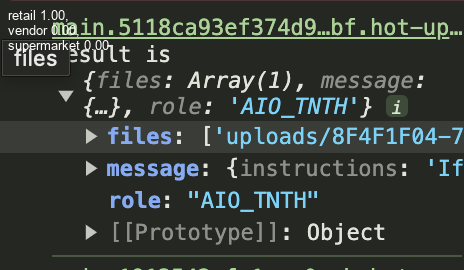 retail 1.00,
vendor 0.00,
supermarket 0.00
files
main.5118ca93ef374d9…bf.hot-up…
esult is
{files: Array(1), message:
{…}, role: 'AIO_TNTH'} i
files: ['uploads/8F4F1F04-7
message: {instructions: 'If
role: "AIO_TNTH"
[[Prototype]]: Object